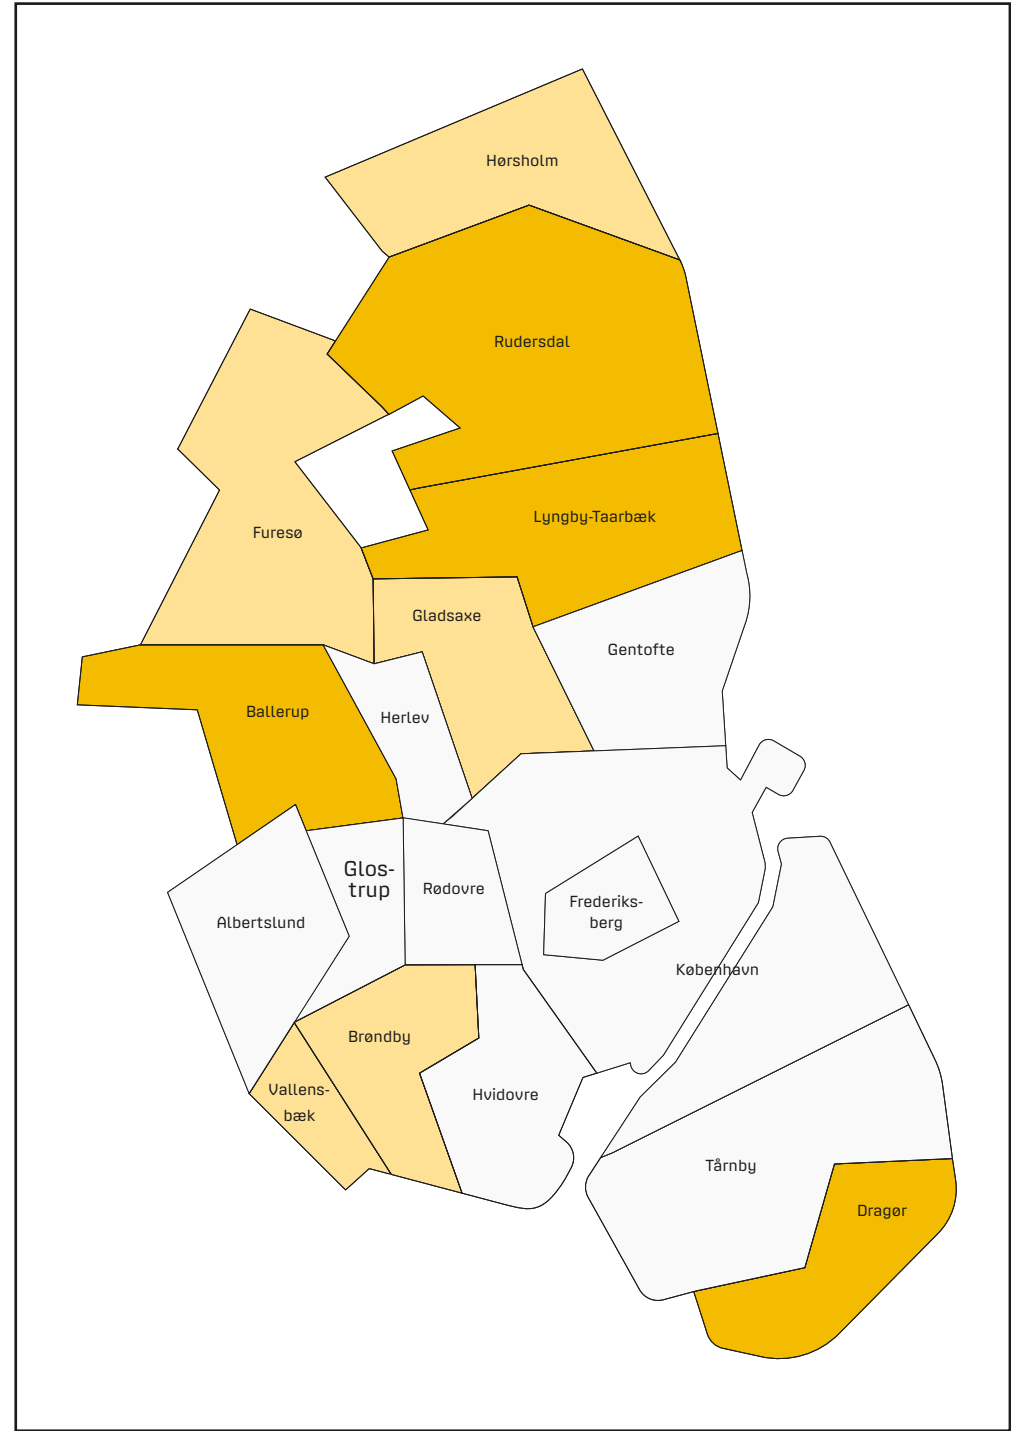 Hørsholm
Rudersdal
Lyngby-Taarbæk
Furesø
Gladsaxe
Gentofte
Ballerup
Herlev
Glos-
trup
Rødovre
Frederiks-
berg
Albertslund
København
Brøndby
Vallens-
bæk
Hvidovre
Tårnby
Dragør